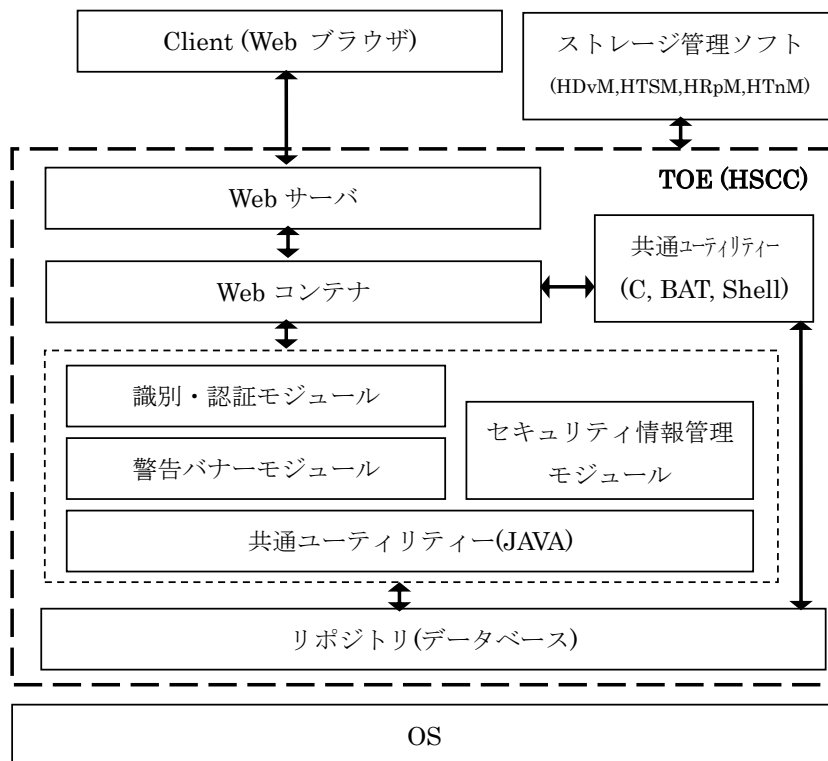 Client (Web ブラウザ)
ストレージ管理ソフト
(HDvM,HTSM,HRpM,HTnM)
TOE (HSCC)
Web サーバ
共通ユーティリティー
(C, BAT, Shell)
Web コンテナ
識別・認証モジュール
セキュリティ情報管理
モジュール
警告バナーモジュール
共通ユーティリティー(JAVA)
リポジトリ(データベース)
OS